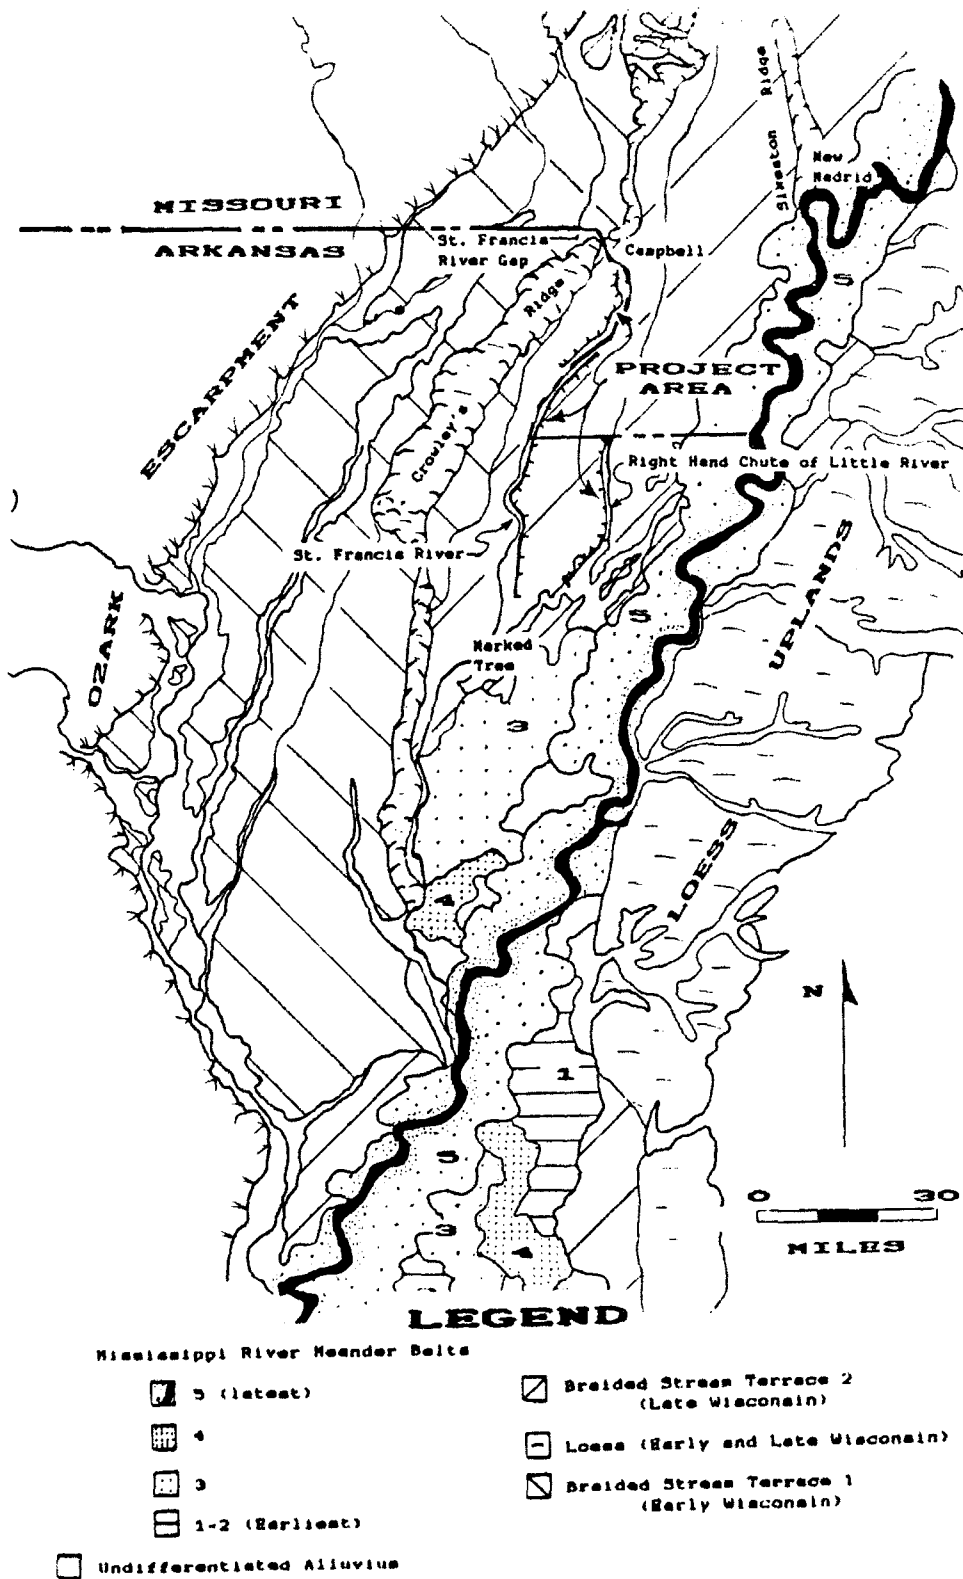 Ridge
Sikeston
New
Madrid
MISSOURI
ARKANSAS
St. Francis
River Gap
Campbell
Ridge
Crowley's
5
ESCARPMENT
OZARK
PROJECT
AREA
Right Hand Chute of Little River
St. Francis River
UPLANDS
LOESS
5
Marked
Tree
3
4
N
1
5
3
4
0 30
MILES
LEGEND
Mississippi River Meander Belts
5 (latest)
4
3
1-2 (Earliest)
Undifferentiated Alluvium
Braided Stream Terrace 2
(Late Wisconsin)
Loess (Early and Late Wisconsin)
Braided Stream Terrace 1
(Early Wisconsin)